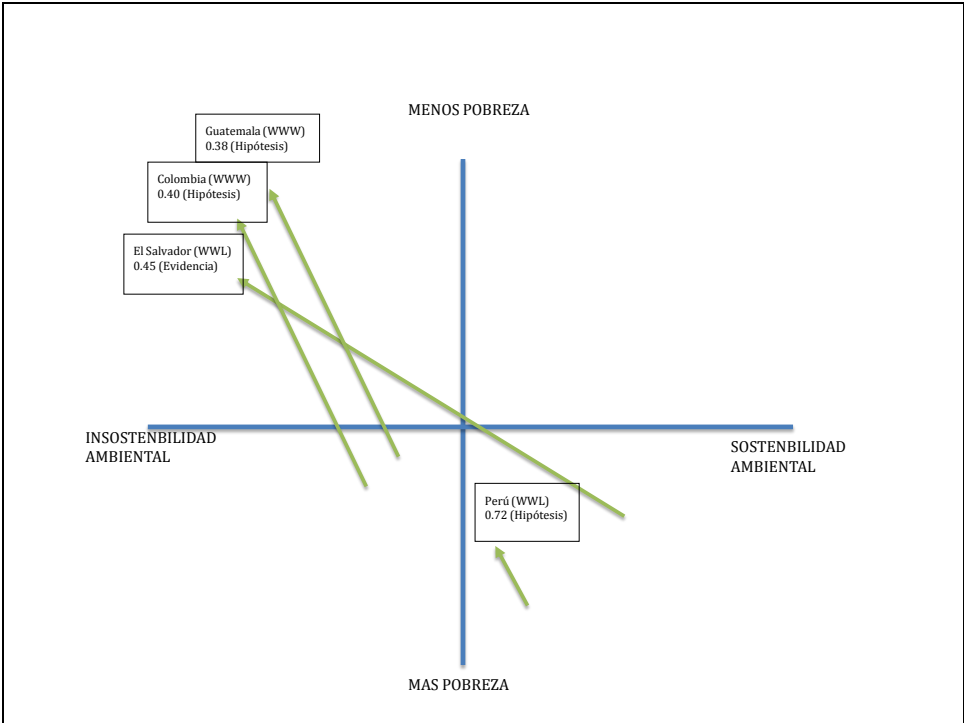 MENOS POBREZA
Guatemala (WWW)
0.38 (Hipótesis)
Colombia (WWW)
0.40 (Hipótesis)
El Salvador (WWL)
0.45 (Evidencia)
INSOSTENBILIDAD
AMBIENTAL
SOSTENBILIDAD
AMBIENTAL
Perú (WWL)
0.72 (Hipótesis)
MAS POBREZA